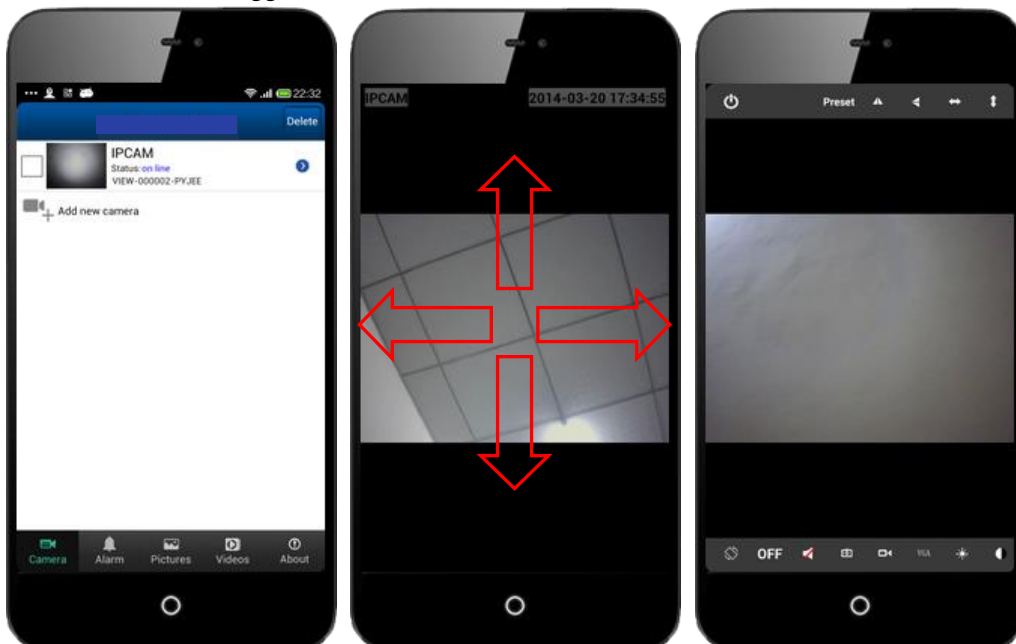 22:32
Delete
IPCAM
Status:on line
VIEW-000002-PYJEE
Add new camera
Camera Alarm Pictures Videos About
IPCAM 2014-03-20 17:34:55
Preset
OFF
VGA